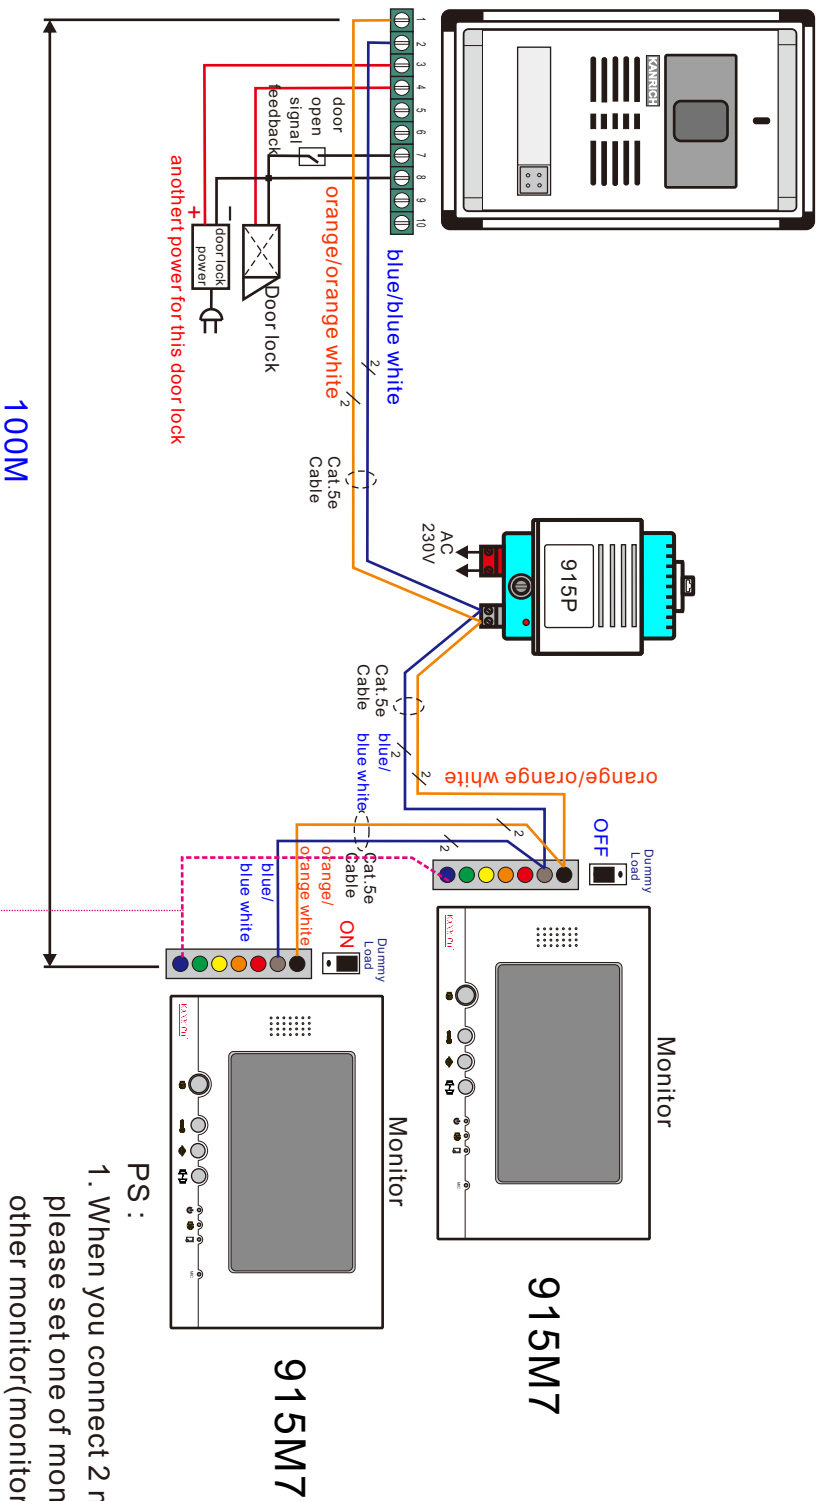 1
2
3
4
5
6
7
8
9
10
KANRICH
door
open
signal
feedback
Door lock
door lock
power
+
−
anothert power for this door lock
blue/blue white
orange/orange white
2
2
Cat.5e
Cable
AC
230V
915P
100M
Cat.5e
Cable
blue/
blue white
2
2
orange/orange white
Dummy
Load
OFF
2
2
Cat.5e
Cable
orange/
orange white
blue/
blue white
Dummy
Load
ON
Monitor
915M7
Monitor
915M7
PS :
1. When you connect 2
please set one of mon
other monitor(monitor